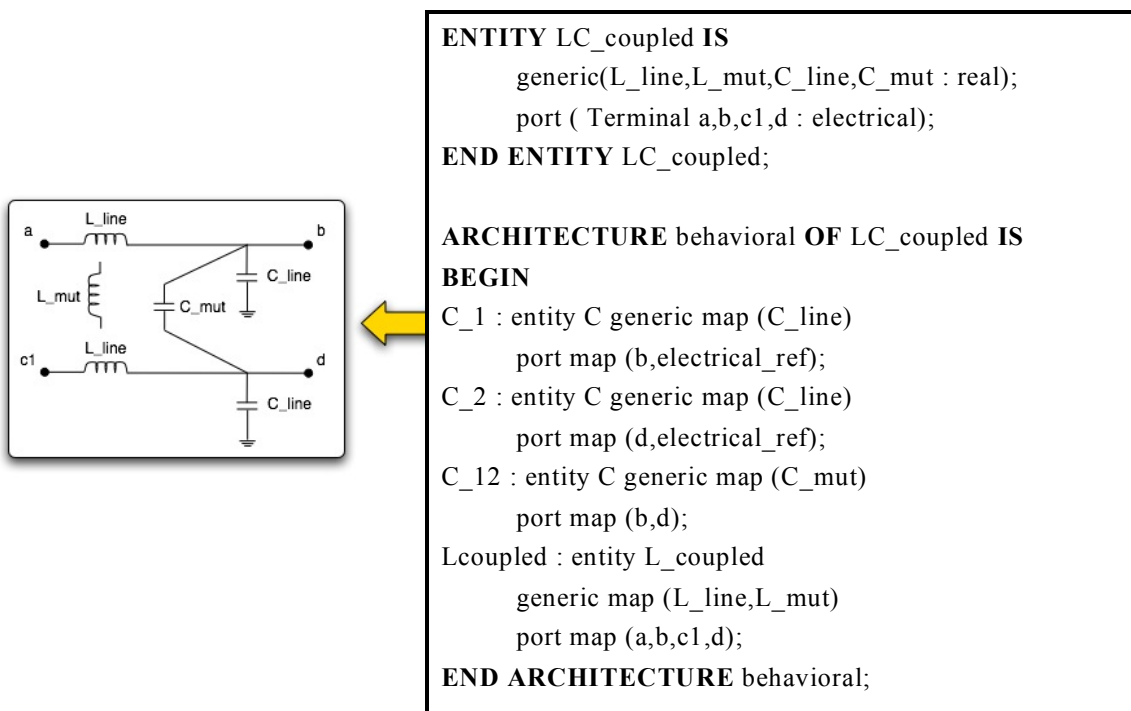 L_line
a
b
C_line
L_mut
C_mut
L_line
c1
d
C_line
ENTITY LC_coupled IS
generic(L_line,L_mut,C_line,C_mut : real);
port ( Terminal a,b,c1,d : electrical);
END ENTITY LC_coupled;
ARCHITECTURE behavioral OF LC_coupled IS
BEGIN
C_1 : entity C generic map (C_line)
port map (b,electrical_ref);
C_2 : entity C generic map (C_line)
port map (d,electrical_ref);
C_12 : entity C generic map (C_mut)
port map (b,d);
Lcoupled : entity L_coupled
generic map (L_line,L_mut)
port map (a,b,c1,d);
END ARCHITECTURE behavioral;